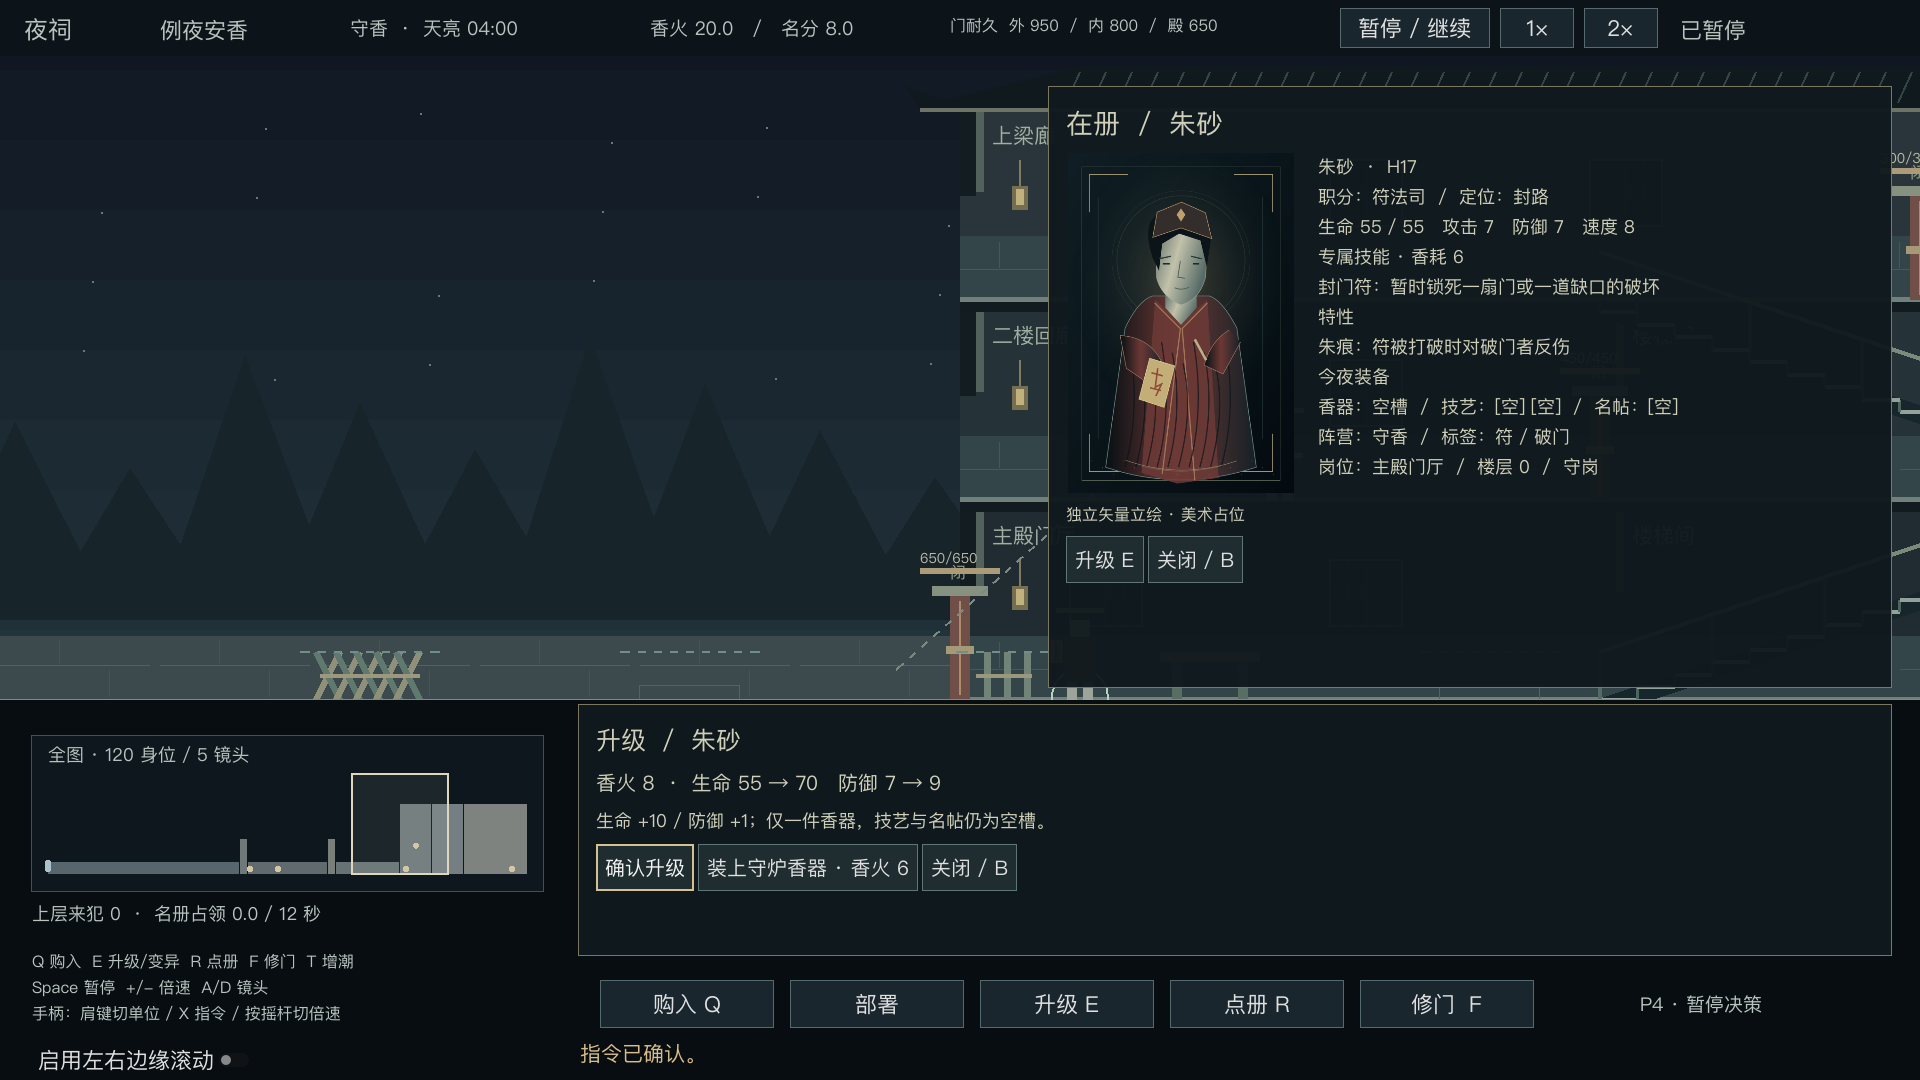 夜祠
例夜安香
守香 · 天亮 04:00
香火 20.0 / 名分 8.0
门耐久 外 950 / 内 800 / 殿 650
暂停 / 继续
1×
2×
已暂停
上梁廊
二楼回
主殿门
650/650
闭
在册 / 朱砂
朱砂 · H17
职分：符法司 / 定位：封路
生命 55 / 55 攻击 7 防御 7 速度 8
专属技能 · 香耗 6
封门符：暂时锁死一扇门或一道缺口的破坏
特性
朱痕：符被打破时对破门者反伤
今夜装备
香器：空槽 / 技艺：[空][空] / 名帖：[空]
阵营：守香 / 标签：符 / 破门
岗位：主殿门厅 / 楼层 0 / 守岗
独立矢量立绘 · 美术占位
升级 E
关闭 / B
全图 · 120 身位 / 5 镜头
上层来犯 0 · 名册占领 0.0 / 12 秒
Q 购入 E 升级/变异 R 点册 F 修门 T 增潮
Space 暂停 +/− 倍速 A/D 镜头
手柄：肩键切单位 / X 指令 / 按摇杆切倍速
启用左右边缘滚动
升级 / 朱砂
香火 8 · 生命 55 → 70 防御 7 → 9
生命 +10 / 防御 +1；仅一件香器，技艺与名帖仍为空槽。
确认升级
装上守炉香器 · 香火 6
关闭 / B
购入 Q
部署
升级 E
点册 R
修门 F
P4 · 暂停决策
指令已确认。